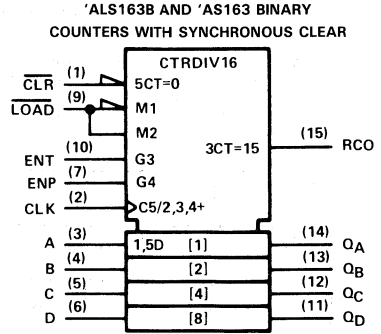 'ALS163B AND 'AS163 BINARY
COUNTERS WITH SYNCHRONOUS CLEAR
CTRDIV16
CLR (1) 5CT=0
LOAD (9) M1
M2
3CT=15 (15) RCO
ENT (10) G3
ENP (7) G4
CLK (2) C5/2,3,4+
A (3) 1,5D [1] (14) QA
B (4) [2] (13) QB
C (5) [4] (12) QC
D (6) [8] (11) QD